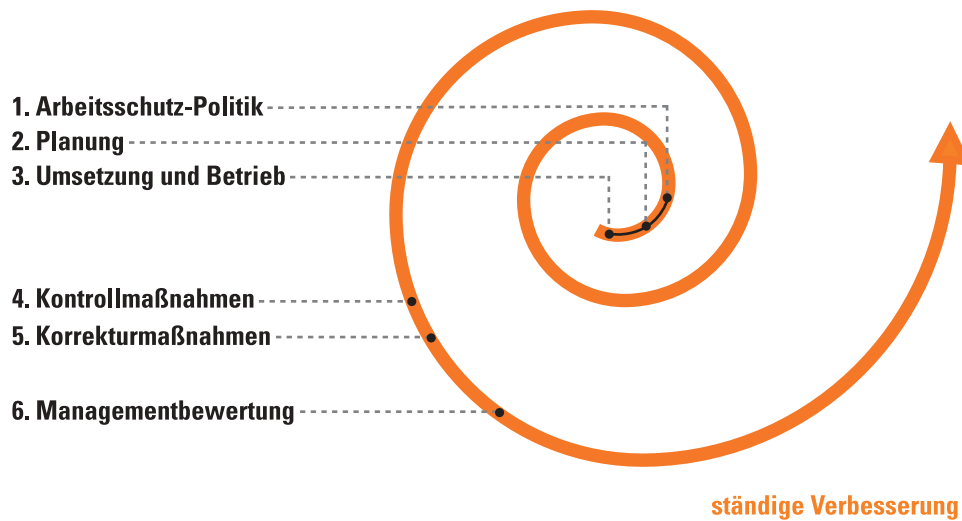 1. Arbeitsschutz-Politik
2. Planung
3. Umsetzung und Betrieb
4. Kontrollmaßnahmen
5. Korrekturmaßnahmen
6. Managementbewertung
ständige Verbesserung